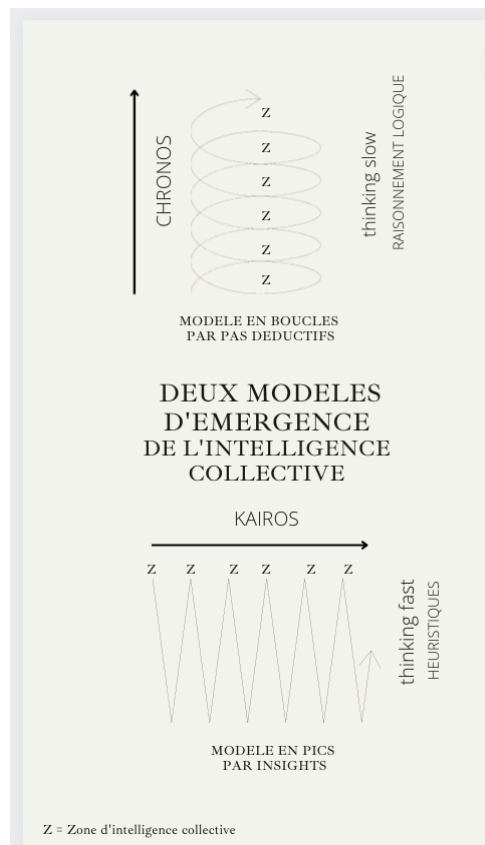 Z
Z
Z
Z
Z
Z
CHRONOS
thinking slow
RAISONNEMENT LOGIQUE
MODELE EN BOUCLES
PAR PAS DEDUCTIFS
DEUX MODELES
D'EMERGENCE
DE L'INTELLIGENCE
COLLECTIVE
KAIROS
Z Z Z Z Z Z
thinking fast
HEURISTIQUES
MODELE EN PICS
PAR INSIGHTS
Z = Zone d'intelligence collective